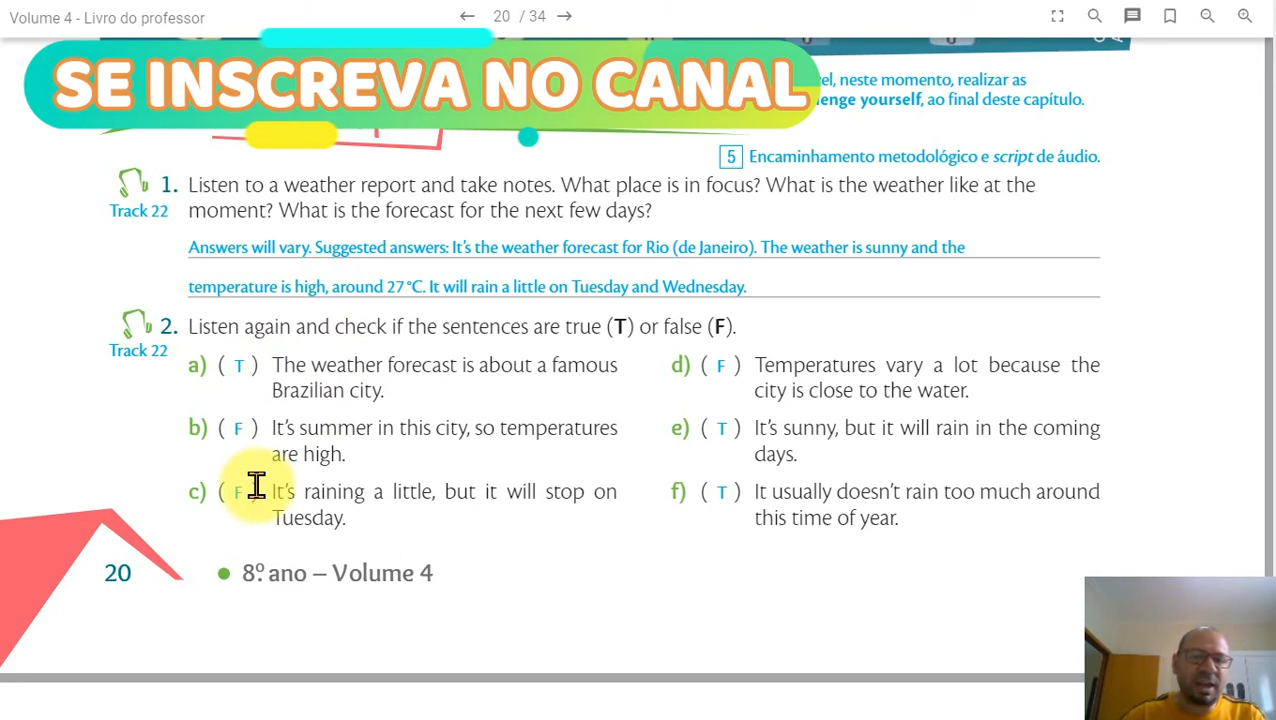 Volume 4 - Livro do professor
20 / 34
SE INSCREVA NO CANAL
vel, neste momento, realizar as
enge yourself, ao final deste capítulo.
5 Encaminhamento metodológico e script de áudio.
1. Listen to a weather report and take notes. What place is in focus? What is the weather like at the
Track 22 moment? What is the forecast for the next few days?
Answers will vary. Suggested answers: It's the weather forecast for Rio (de Janeiro). The weather is sunny and the
temperature is high, around 27 °C. It will rain a little on Tuesday and Wednesday.
2. Listen again and check if the sentences are true (T) or false (F).
Track 22
a) ( T ) The weather forecast is about a famous
Brazilian city.
b) ( F ) It's summer in this city, so temperatures
are high.
c) ( F ) It's raining a little, but it will stop on
Tuesday.
d) ( F ) Temperatures vary a lot because the
city is close to the water.
e) ( T ) It's sunny, but it will rain in the coming
days.
f) ( T ) It usually doesn't rain too much around
this time of year.
20
8º. ano – Volume 4